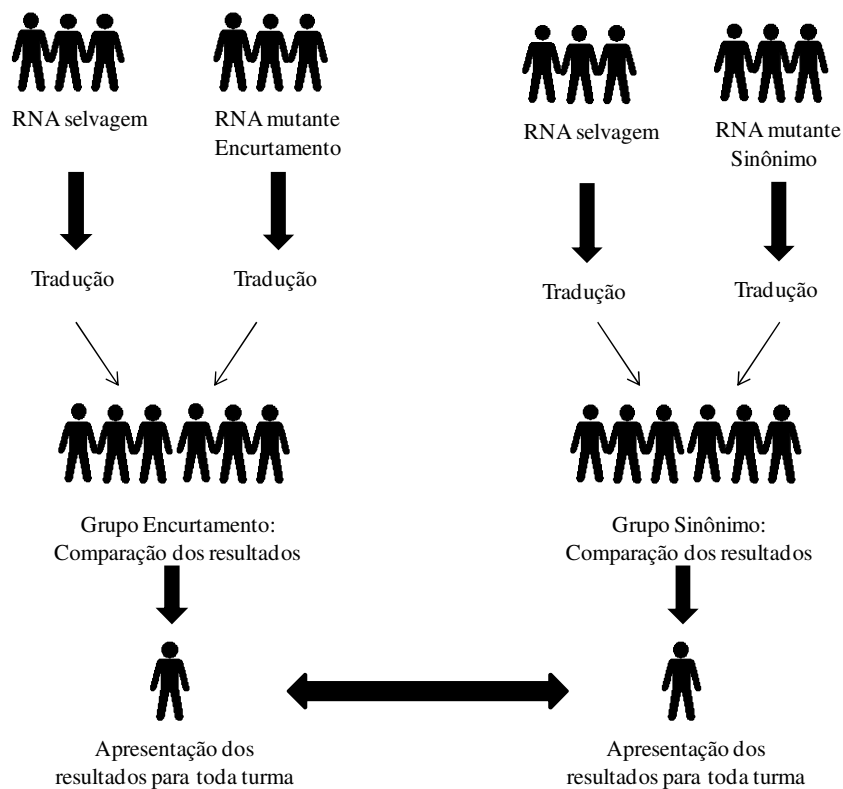 RNA selvagem
RNA mutante
Encurtamento
RNA selvagem
RNA mutante
Sinônimo
Tradução
Tradução
Tradução
Tradução
Grupo Encurtamento:
Comparação dos resultados
Grupo Sinônimo:
Comparação dos resultados
Apresentação dos
resultados para toda turma
Apresentação dos
resultados para toda turma